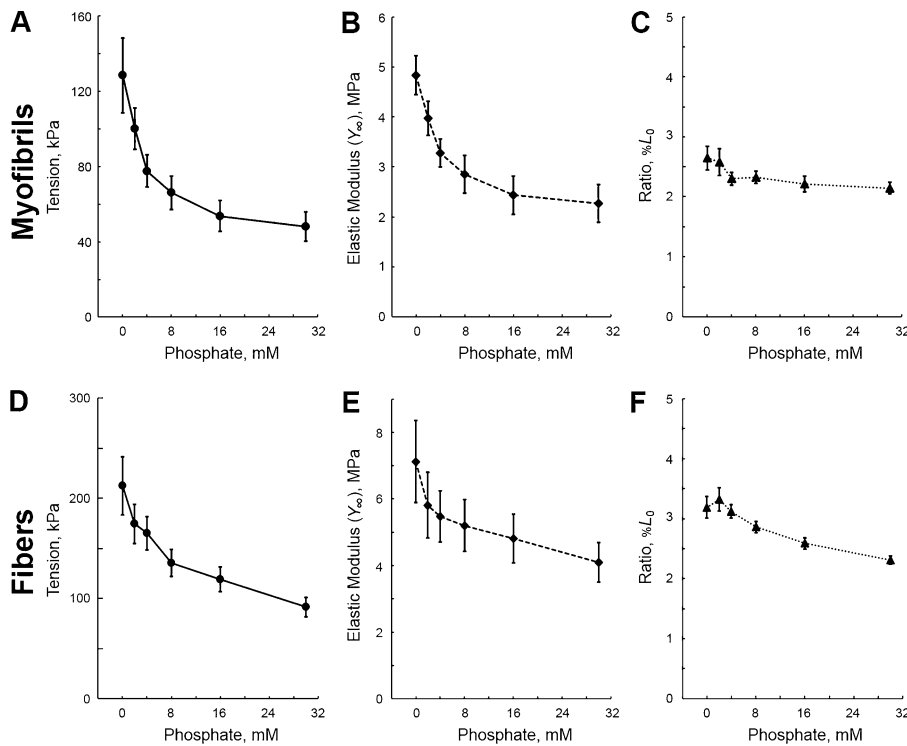 A
B
C
Myofibrils
Tension, kPa
160
120
80
40
0
0 8 16 24 32
Phosphate, mM
Elastic Modulus (Y∞), MPa
6
5
4
3
2
1
0
0 8 16 24 32
Phosphate, mM
Ratio, %L0
5
4
3
2
1
0
0 8 16 24 32
Phosphate, mM
D
E
F
Fibers
Tension, kPa
300
200
100
0
0 8 16 24 32
Phosphate, mM
Elastic Modulus (Y∞), MPa
8
6
4
2
0
0 8 16 24 32
Phosphate, mM
Ratio, %L0
5
4
3
2
1
0
0 8 16 24 32
Phosphate, mM